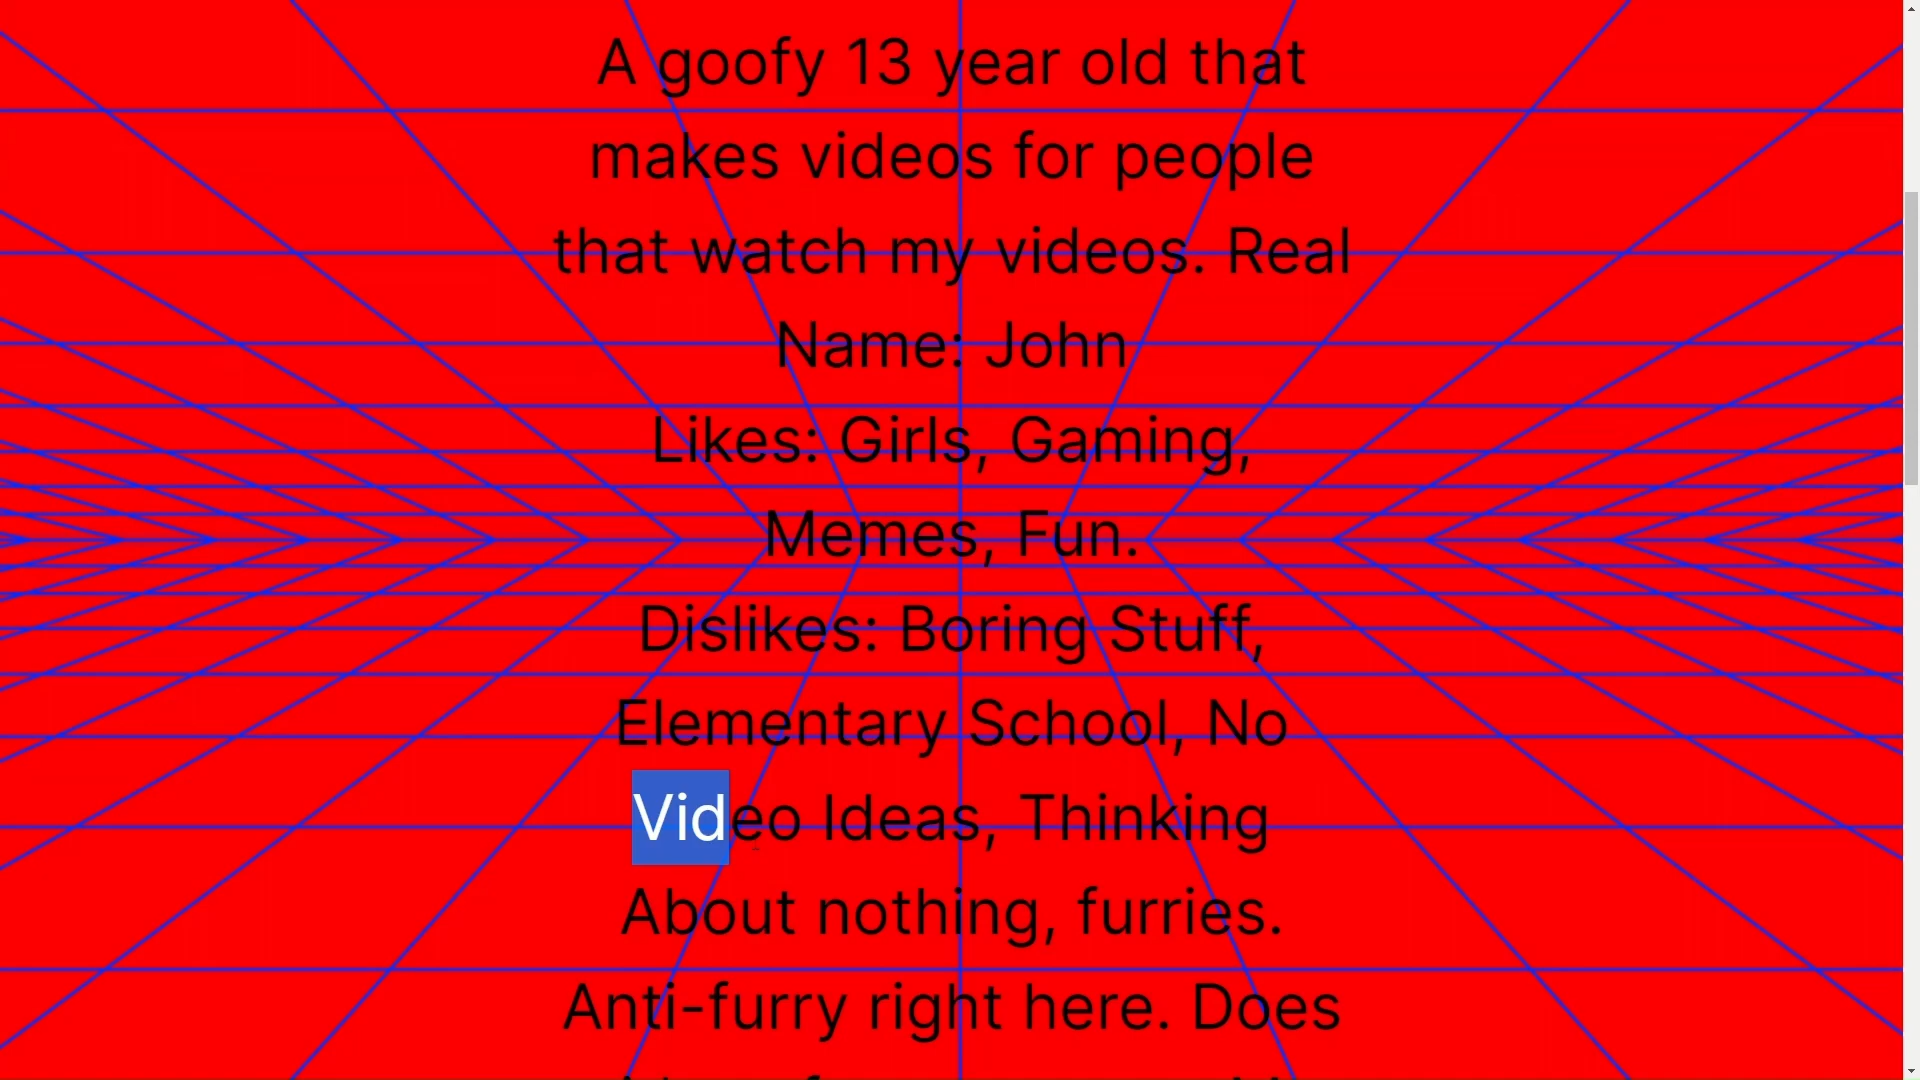 A goofy 13 year old that
makes videos for people
that watch my videos. Real
Name: John
Likes: Girls, Gaming,
Memes, Fun.
Dislikes: Boring Stuff,
Elementary School, No
Video Ideas, Thinking
About nothing, furries.
Anti-furry right here. Does